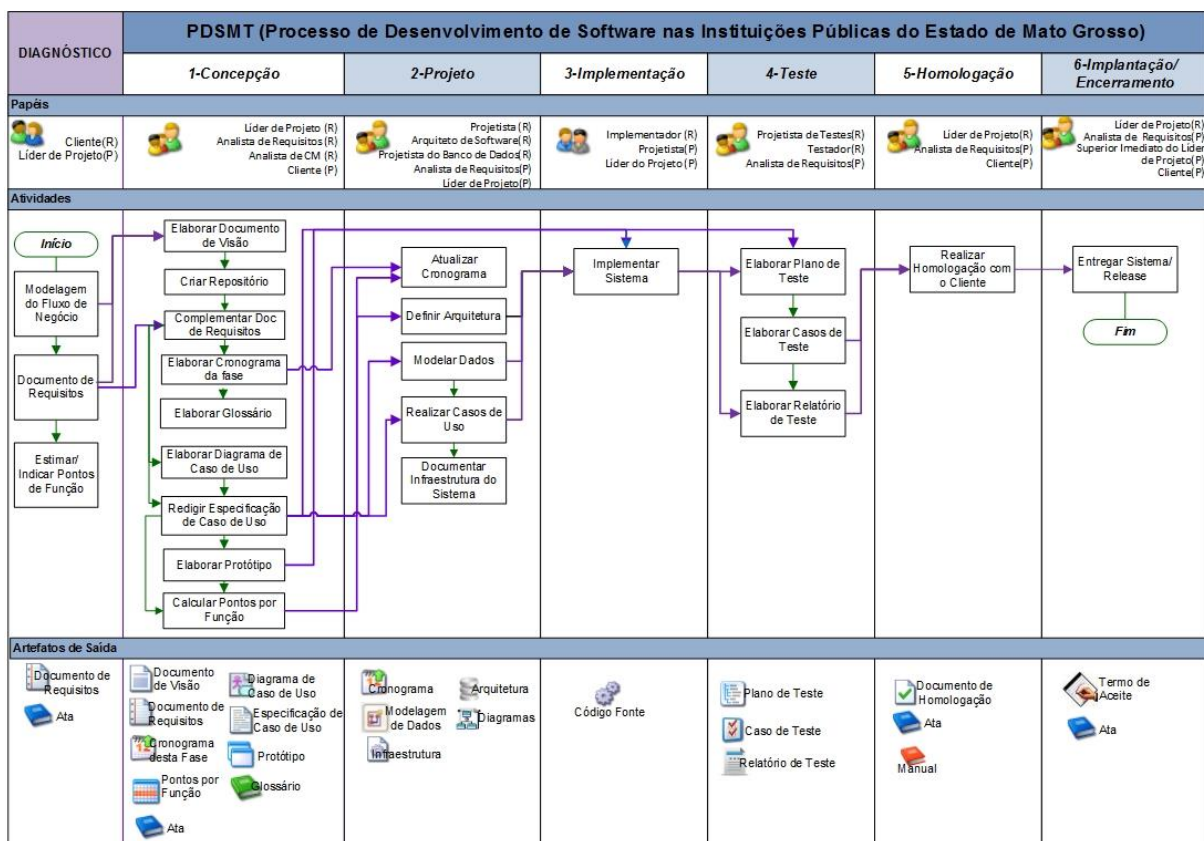 DIAGNÓSTICO
PDSMT (Processo de Desenvolvimento de Software nas Instituições Públicas do Estado de Mato Grosso)
1-Concepção
2-Projeto
3-Implementação
4-Teste
5-Homologação
6-Implantação/
Encerramento
Papéis
Cliente(R)
Líder de Projeto(P)
Líder de Projeto (R)
Analista de Requisitos (R)
Analista de CM (R)
Cliente (P)
Projetista (R)
Arquiteto de Software(R)
Projetista do Banco de Dados(R)
Analista de Requisitos(P)
Líder de Projeto(P)
Implementador (R)
Projetista(P)
Líder do Projeto (P)
Projetista de Testes(R)
Testador(R)
Analista de Requisitos(P)
Líder de Projeto(R)
Analista de Requisitos(P)
Cliente(P)
Líder de Projeto(R)
Analista de Requisitos(P)
Superior Imediato do Líder
de Projeto(P)
Cliente(P)
Atividades
Início
Modelagem
do Fluxo de
Negócio
Documento de
Requisitos
Estimar/
Indicar Pontos
de Função
Elaborar Documento
de Visão
Criar Repositório
Complementar Doc
de Requisitos
Elaborar Cronograma
da fase
Elaborar Glossário
Elaborar Diagrama de
Caso de Uso
Redigir Especificação
de Caso de Uso
Elaborar Protótipo
Calcular Pontos por
Função
Atualizar
Cronograma
Definir Arquitetura
Modelar Dados
Realizar Casos de
Uso
Documentar
Infraestrutura do
Sistema
Implementar
Sistema
Elaborar Plano de
Teste
Elaborar Casos de
Teste
Elaborar Relatório
de Teste
Realizar
Homologação com
o Cliente
Entregar Sistema/
Release
Fim
Artefatos de Saída
Documento de
Requisitos
Ata
Documento
de Visão
Documento de
Requisitos
Cronograma
desta Fase
Pontos por
Função
Ata
Diagrama de
Caso de Uso
Especificação de
Caso de Uso
Protótipo
Glossário
Cronograma
Modelagem
de Dados
Infraestrutura
Arquitetura
Diagramas
Código Fonte
Plano de Teste
Caso de Teste
Relatório de Teste
Documento de
Homologação
Ata
Manual
Termo de
Aceite
Ata